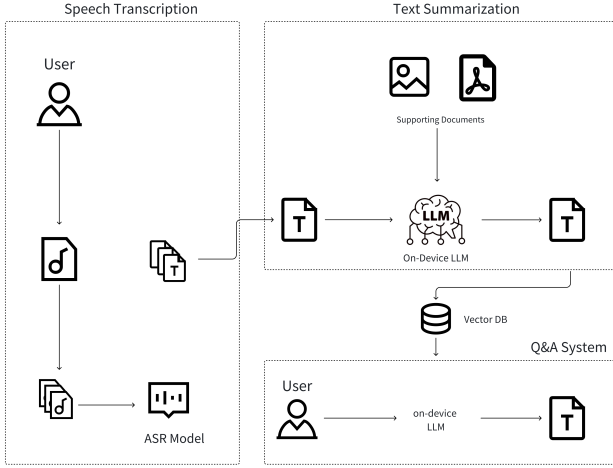 Speech Transcription
Text Summarization
User
Supporting Documents
T
LLM
T
T
On-Device LLM
Vector DB
Q&A System
User
on-device
LLM
T
ASR Model